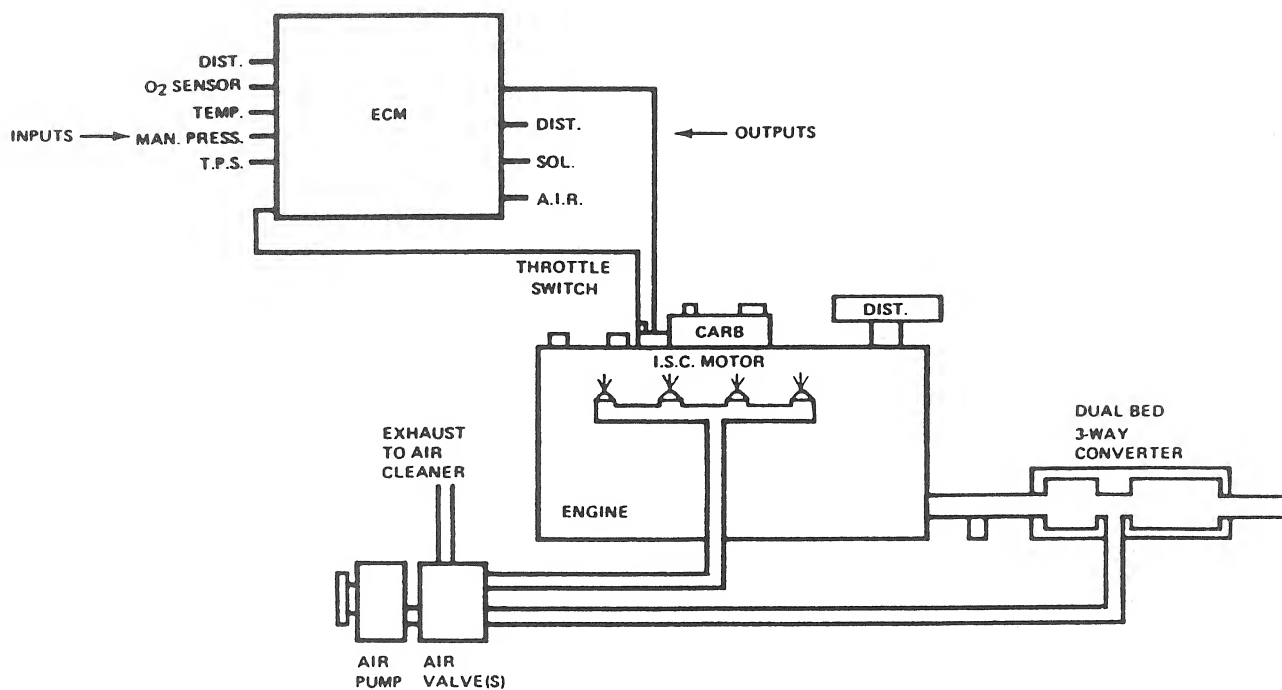 DIST.
O2 SENSOR
TEMP.
INPUTS
MAN. PRESS.
T.P.S.
ECM
DIST.
SOL.
A.I.R.
OUTPUTS
THROTTLE
SWITCH
CARB
DIST.
I.S.C. MOTOR
EXHAUST
TO AIR
CLEANER
ENGINE
DUAL BED
3-WAY
CONVERTER
AIR
PUMP
AIR
VALVE(S)